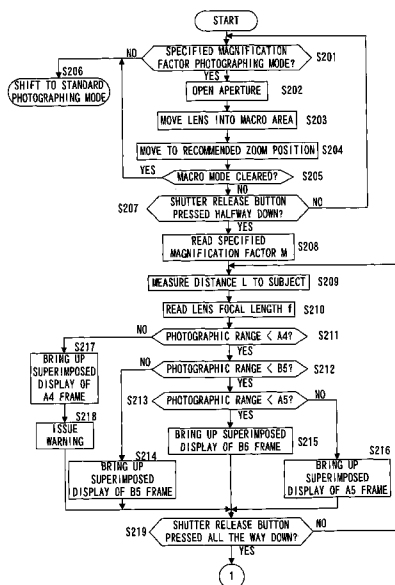 START
NO
SPECIFIED MAGNIFICATION
FACTOR PHOTOGRAPHING MODE?
S201
S206
YES
SHIFT TO STANDARD
PHOTOGRAPHING MODE
OPEN APERTURE
S202
MOVE LENS INTO MACRO AREA
S203
MOVE TO RECOMMENDED ZOOM POSITION
S204
YES
MACRO MODE CLEARED?
S205
NO
S207
SHUTTER RELEASE BUTTON
PRESSED HALFWAY DOWN?
NO
YES
READ SPECIFIED
MAGNIFICATION FACTOR M
S208
MEASURE DISTANCE L TO SUBJECT
S209
READ LENS FOCAL LENGTH f
S210
NO
PHOTOGRAPHIC RANGE < A4?
S211
S217
YES
BRING UP
SUPERIMPOSED
DISPLAY OF
A4 FRAME
NO
PHOTOGRAPHIC RANGE < B5?
S212
YES
S213
PHOTOGRAPHIC RANGE < A5?
NO
S218
YES
ISSUE
WARNING
BRING UP SUPERIMPOSED
DISPLAY OF B6 FRAME
S215
S214
S216
BRING UP
SUPERIMPOSED
DISPLAY OF B5 FRAME
BRING UP
SUPERIMPOSED
DISPLAY OF A5 FRAME
S219
SHUTTER RELEASE BUTTON
PRESSED ALL THE WAY DOWN?
NO
YES
1